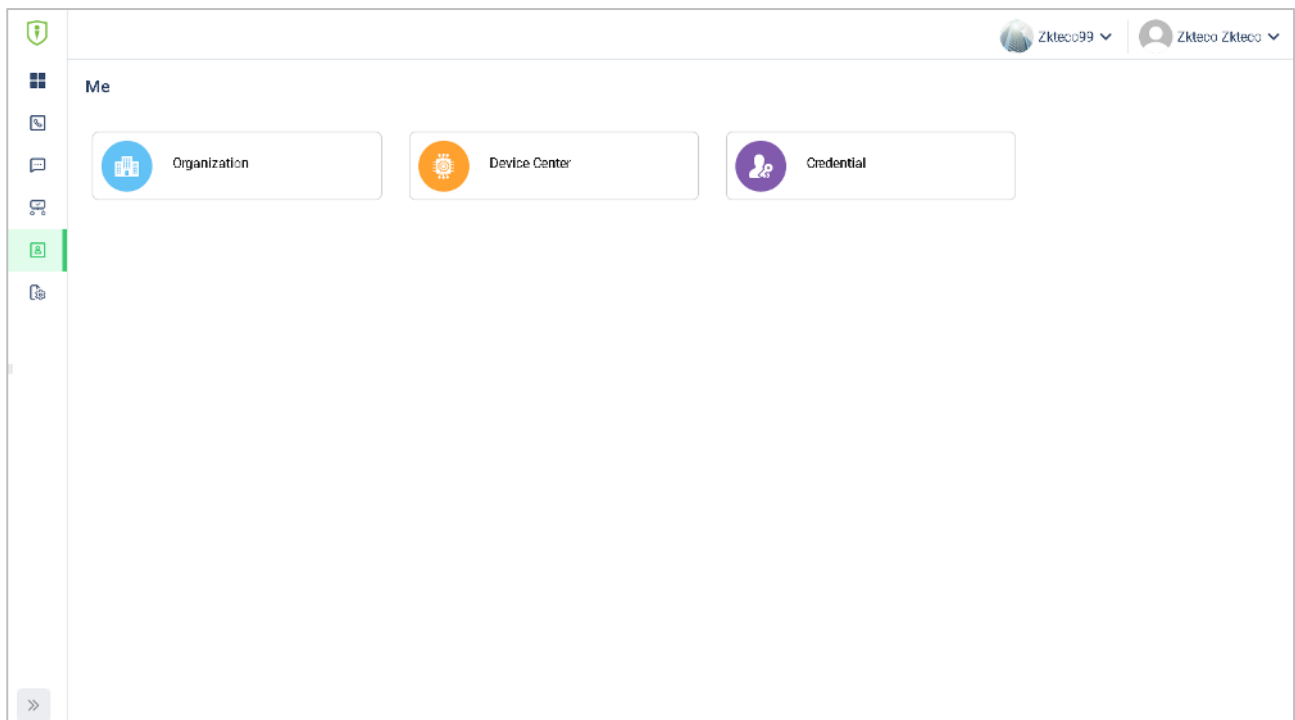 Zkteco99
Zkteco Zkteco
Me
Organization
Device Center
Credential